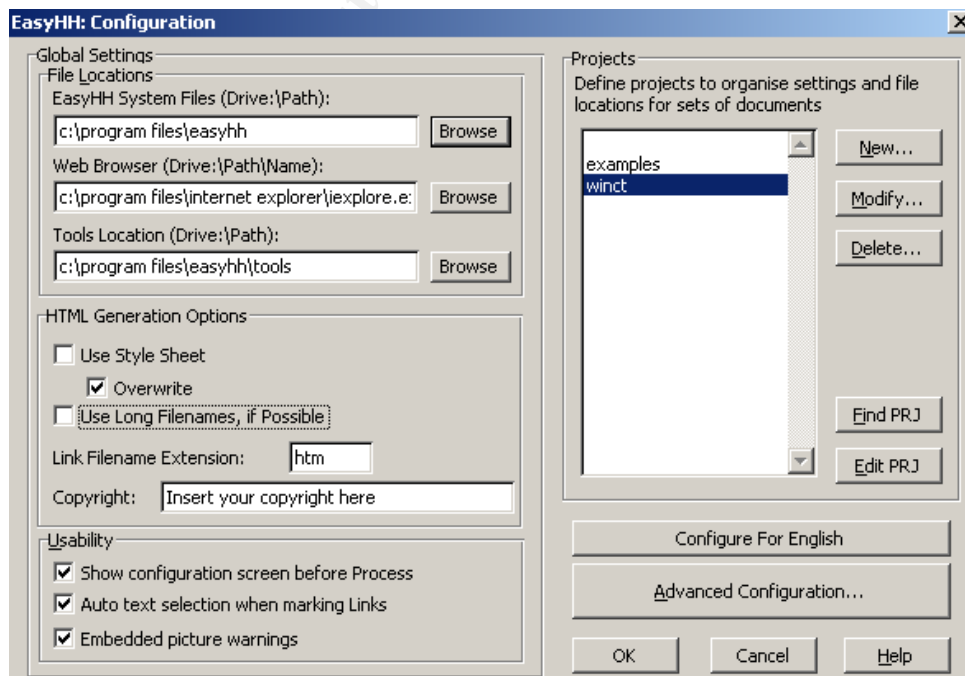 EasyHH: Configuration
Global Settings
File Locations
EasyHH System Files (Drive:\Path):
c:\program files\easyhh
Browse
Web Browser (Drive:\Path\Name):
c:\program files\internet explorer\iexplore.e
Browse
Tools Location (Drive:\Path):
c:\program files\easyhh\tools
Browse
HTML Generation Options
Use Style Sheet
Overwrite
Use Long Filenames, if Possible
Link Filename Extension:
htm
Copyright:
Insert your copyright here
Usability
Show configuration screen before Process
Auto text selection when marking Links
Embedded picture warnings
Projects
Define projects to organise settings and file
locations for sets of documents
examples
winct
New...
Modify...
Delete...
Find PRJ
Edit PRJ
Configure For English
Advanced Configuration...
OK
Cancel
Help